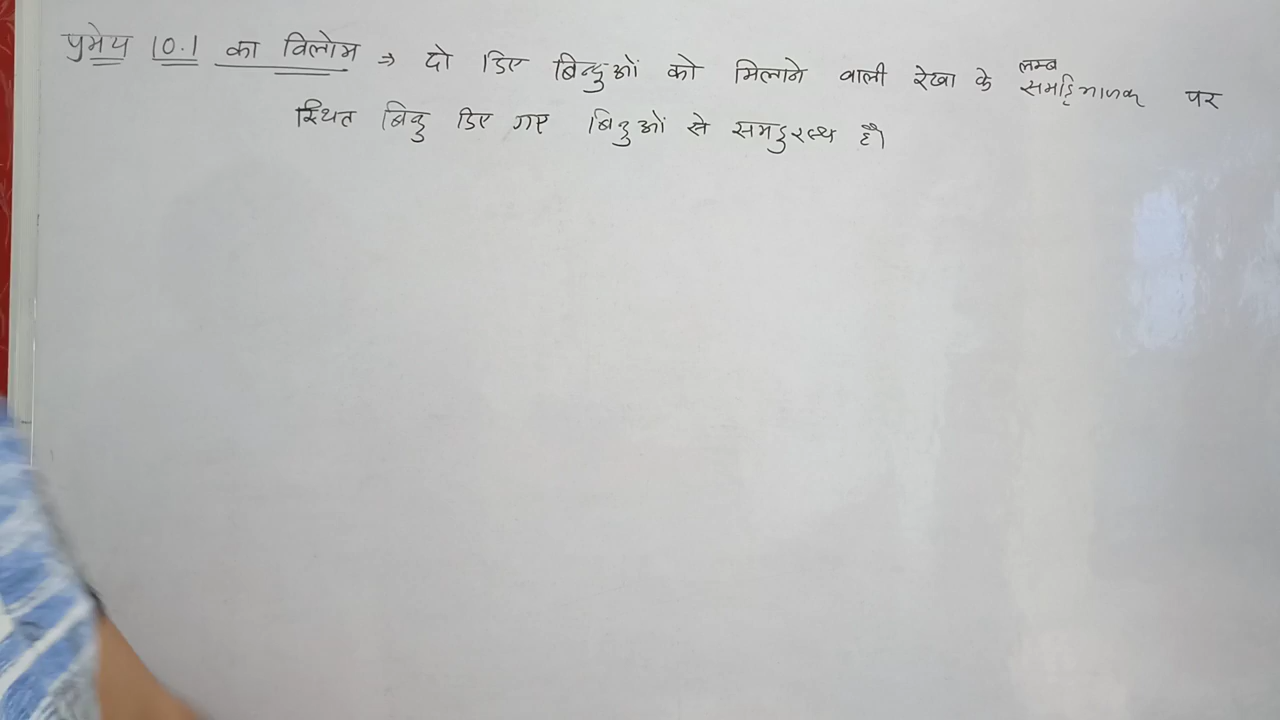 प्रमेय 10.1 का विलोम ⇒ दो दिए बिन्दुओं को मिलाने वाली रेखा के लम्ब समद्विभाजक पर
स्थित बिन्दु दिए गए बिदुओं से समदुरस्थ है।